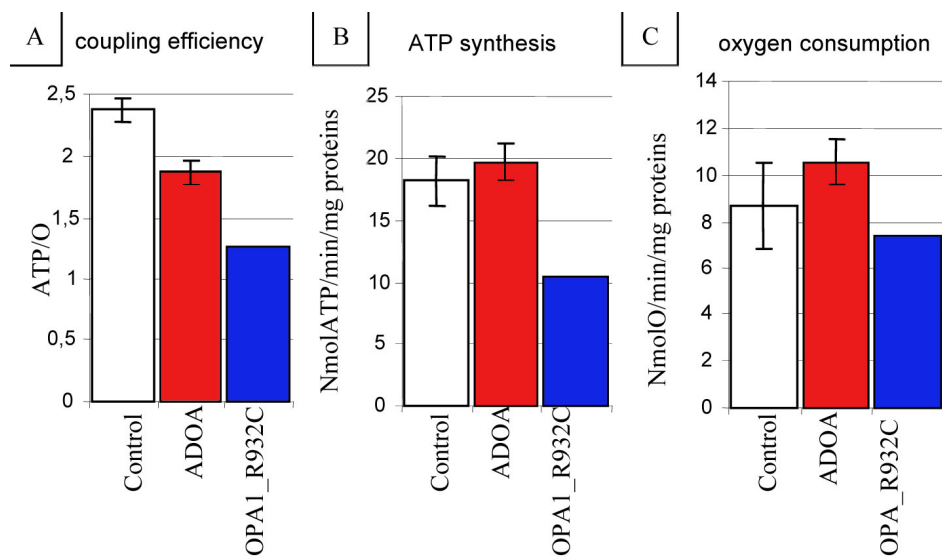 A
coupling efficiency
ATP/O
2,5
2
1,5
1
0,5
0
Control
ADOA
OPA1_R932C
B
ATP synthesis
NmolATP/min/mg proteins
25
20
15
10
5
0
Control
ADOA
OPA1_R932C
C
oxygen consumption
NmolO/min/mg proteins
14
12
10
8
6
4
2
0
Control
ADOA
OPA_R932C